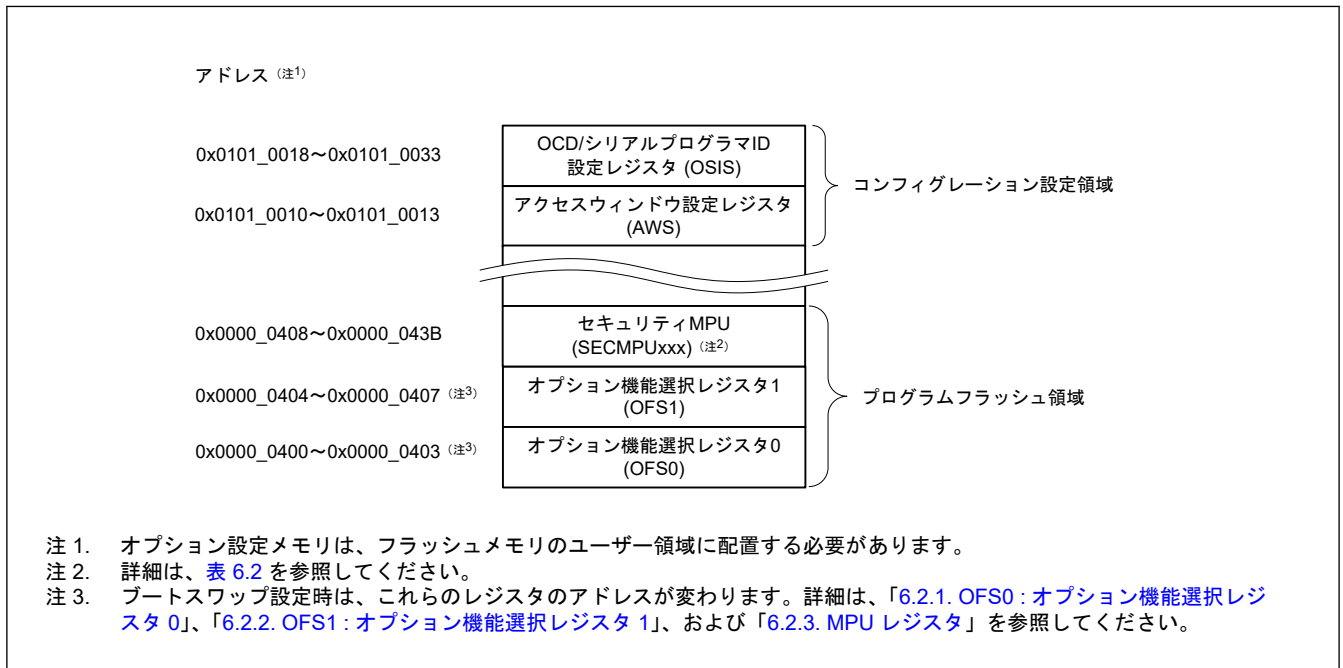 アドレス（注1）
0x0101_0018～0x0101_0033
OCD/シリアルプログラマID
設定レジスタ (OSIS)
コンフィグレーション設定領域
0x0101_0010～0x0101_0013
アクセスウィンドウ設定レジスタ
(AWS)
0x0000_0408～0x0000_043B
セキュリティMPU
(SECMPUxxx)（注2）
0x0000_0404～0x0000_0407（注3）
オプション機能選択レジスタ1
(OFS1)
プログラムフラッシュ領域
0x0000_0400～0x0000_0403（注3）
オプション機能選択レジスタ0
(OFS0)
注 1. オプション設定メモリは、フラッシュメモリのユーザー領域に配置する必要があります。
注 2. 詳細は、表 6.2 を参照してください。
注 3. ブートスワップ設定時は、これらのレジスタのアドレスが変わります。詳細は、「6.2.1. OFS0 : オプション機能選択レジ
スタ 0」、「6.2.2. OFS1 : オプション機能選択レジスタ 1」、および「6.2.3. MPU レジスタ」を参照してください。